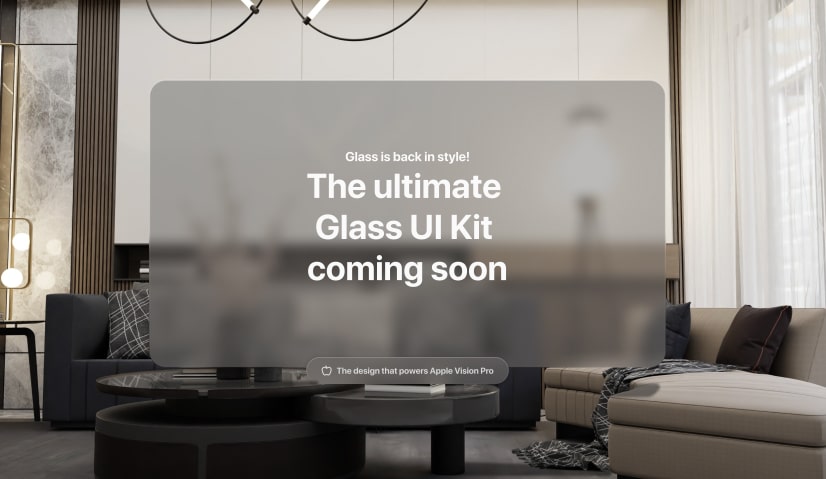 Glass is back in style!
The ultimate
Glass UI Kit
coming soon
The design that powers Apple Vision Pro